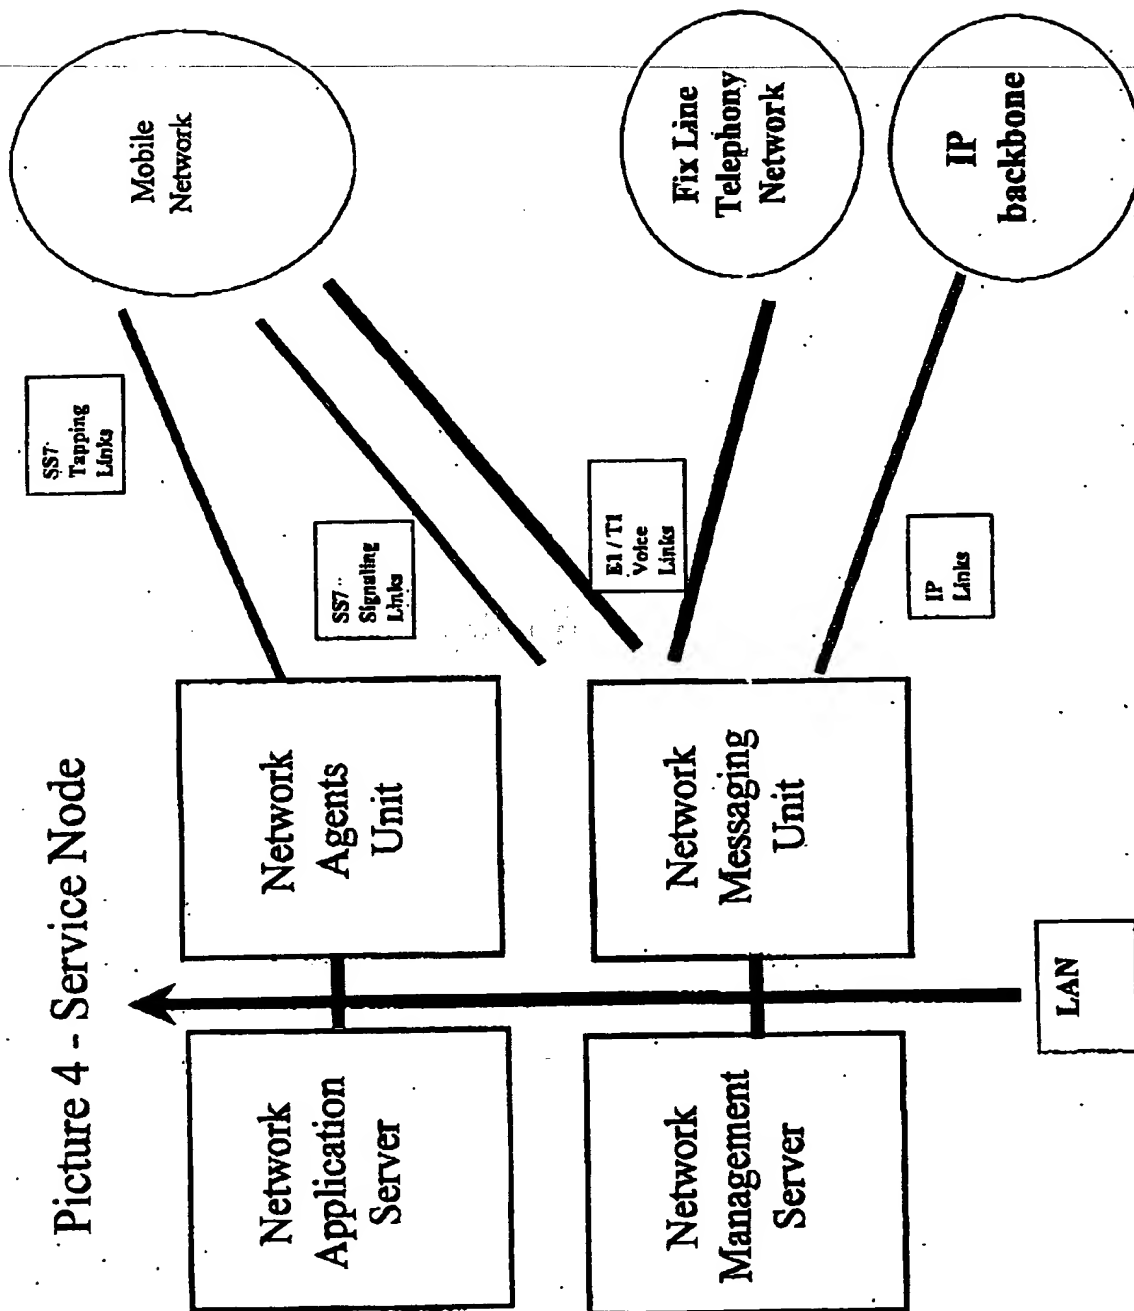 Picture 4 - Service Node
Network
Application
Server
Network
Agents
Unit
SS7
Tapping
Links
Mobile
Network
SS7
Signaling
Links
Network
Management
Server
Network
Messaging
Unit
E1 / T1
Voice
Links
Fix Line
Telephony
Network
IP
Links
IP
backbone
LAN